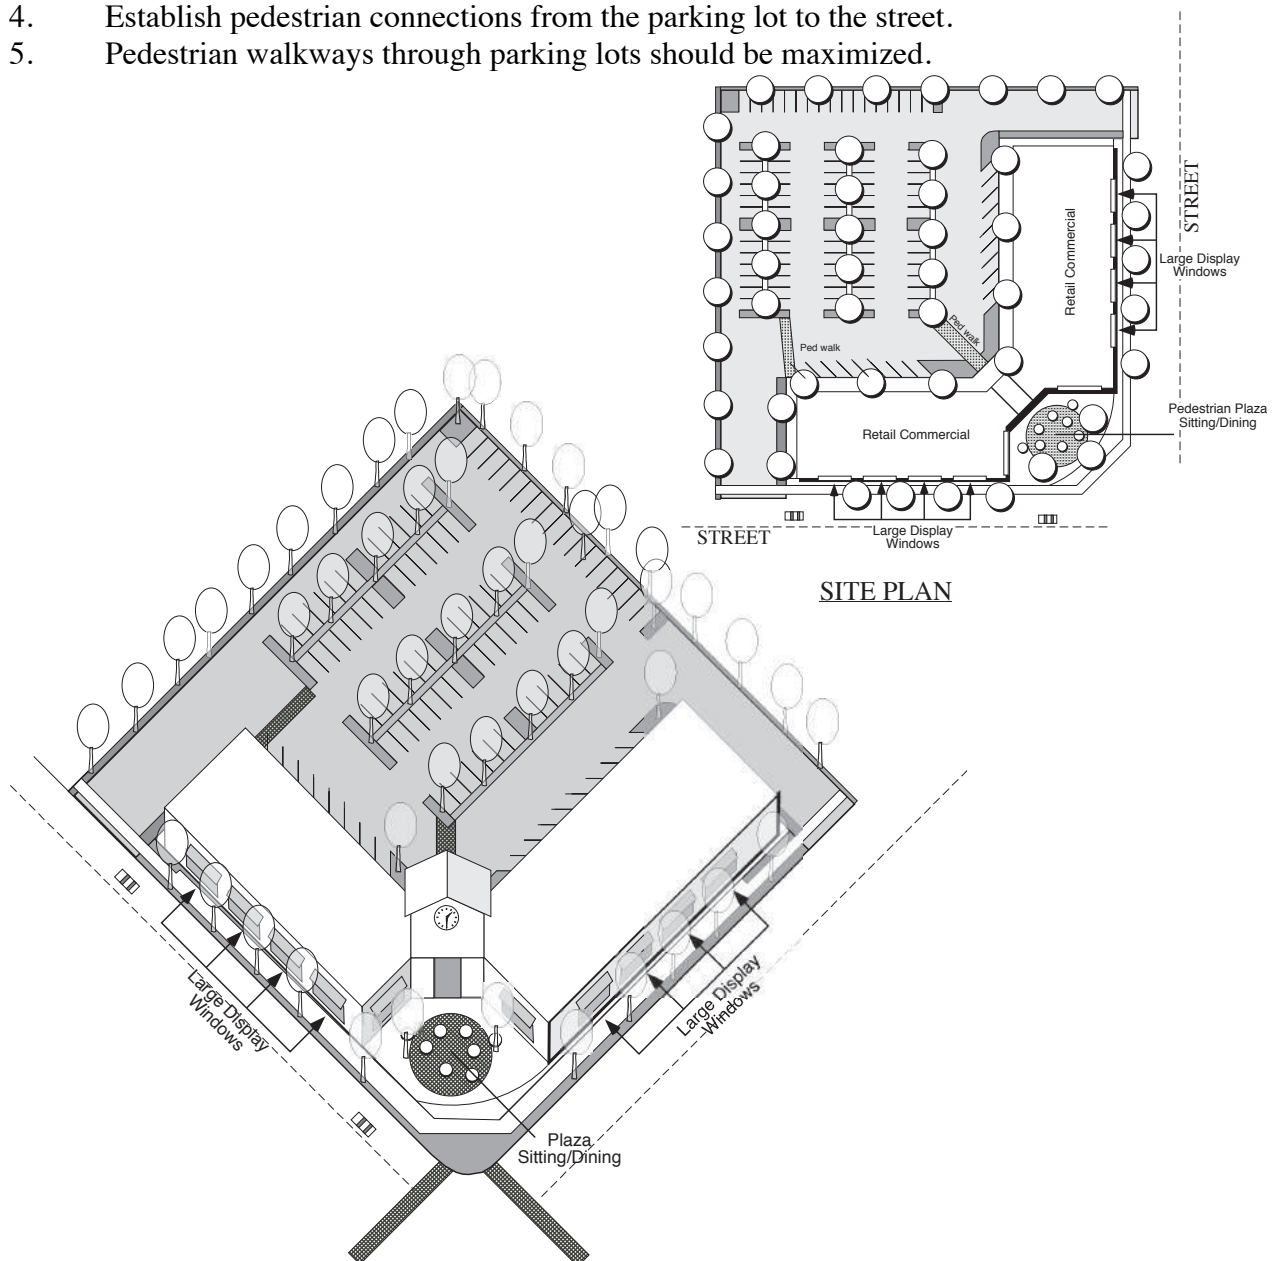 4. Establish pedestrian connections from the parking lot to the street.
5. Pedestrian walkways through parking lots should be maximized.
STREET
Retail Commercial
Large Display
Windows
Ped walk
Ped walk
Pedestrian Plaza
Sitting/Dining
Retail Commercial
Large Display
Windows
STREET
SITE PLAN
Large Display
Windows
Large Display
Windows
Plaza
Sitting/Dining